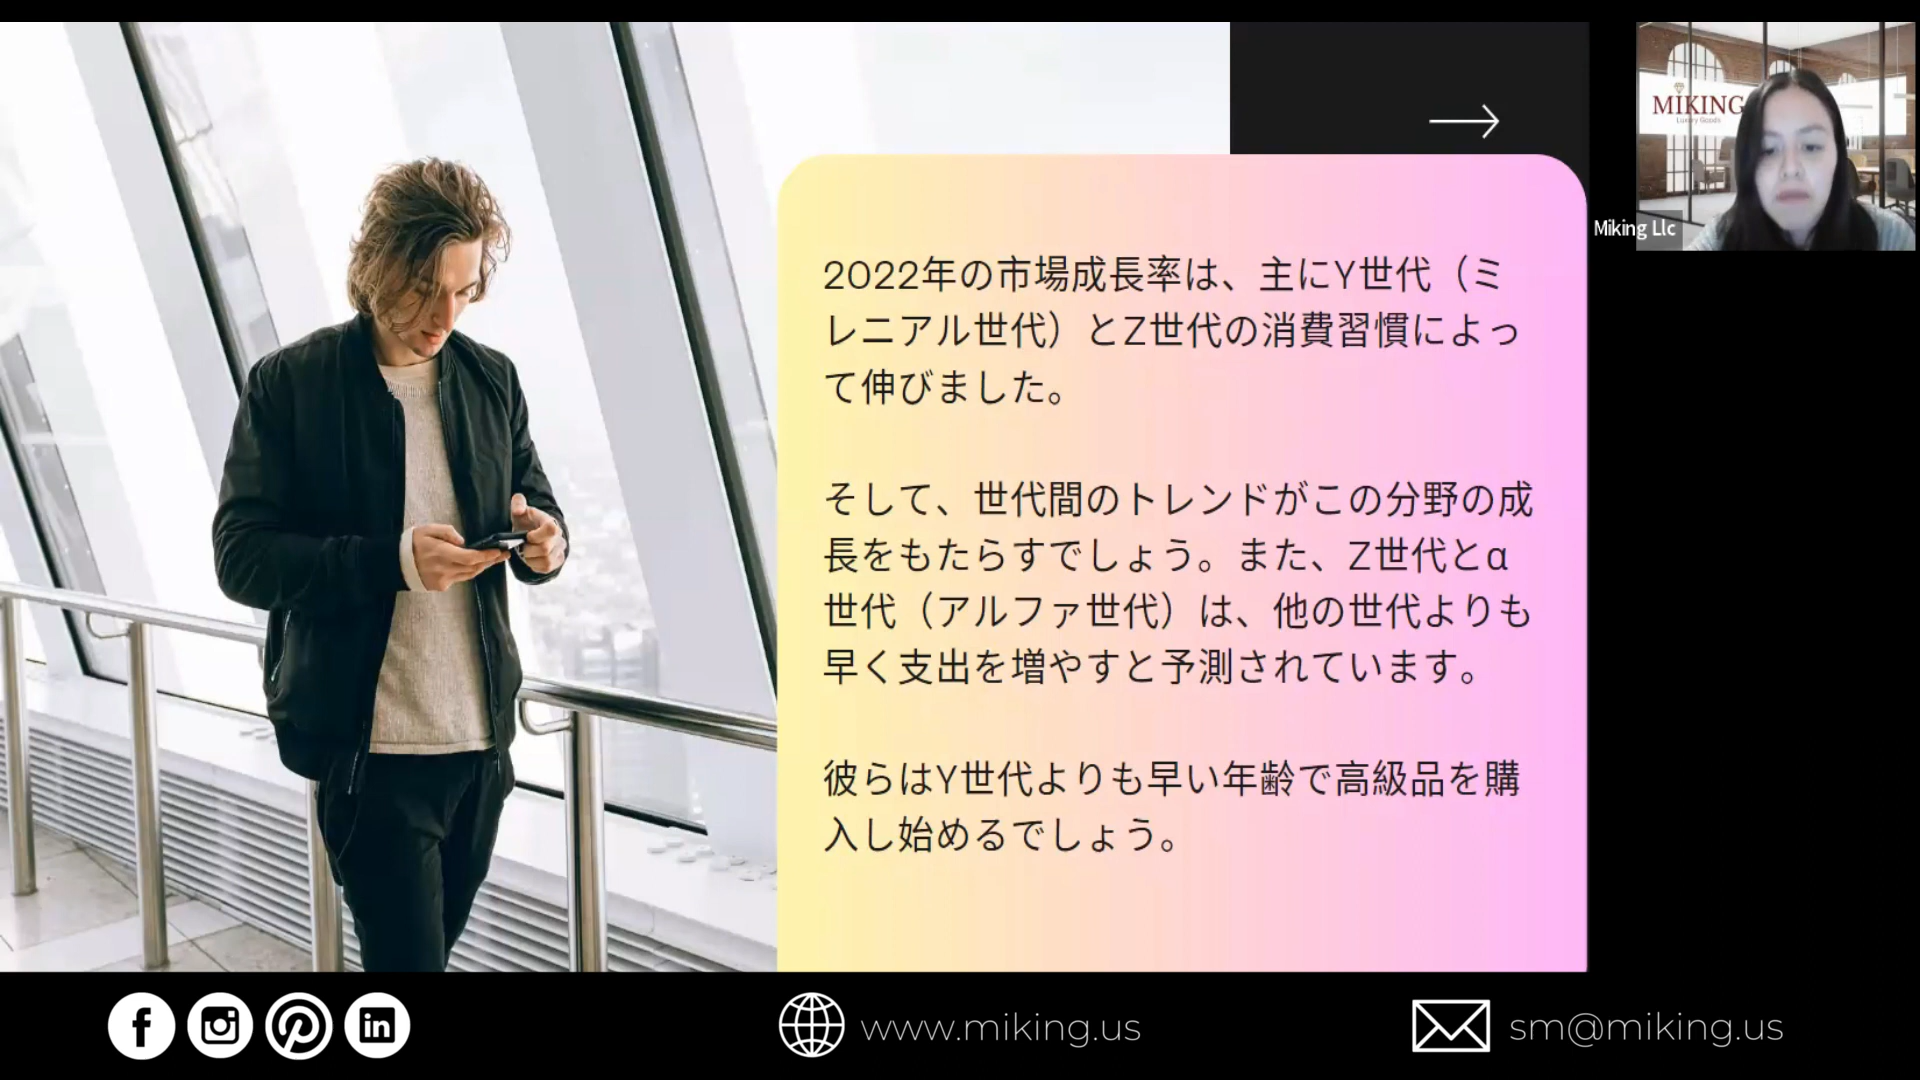 MIKING
Luxury Goods
Miking Llc
2022年の市場成長率は、主にY世代（ミ
レニアル世代）とZ世代の消費習慣によっ
て伸びました。
そして、世代間のトレンドがこの分野の成
長をもたらすでしょう。また、Z世代とα
世代（アルファ世代）は、他の世代よりも
早く支出を増やすと予測されています。
彼らはY世代よりも早い年齢で高級品を購
入し始めるでしょう。
www.miking.us
sm@miking.us